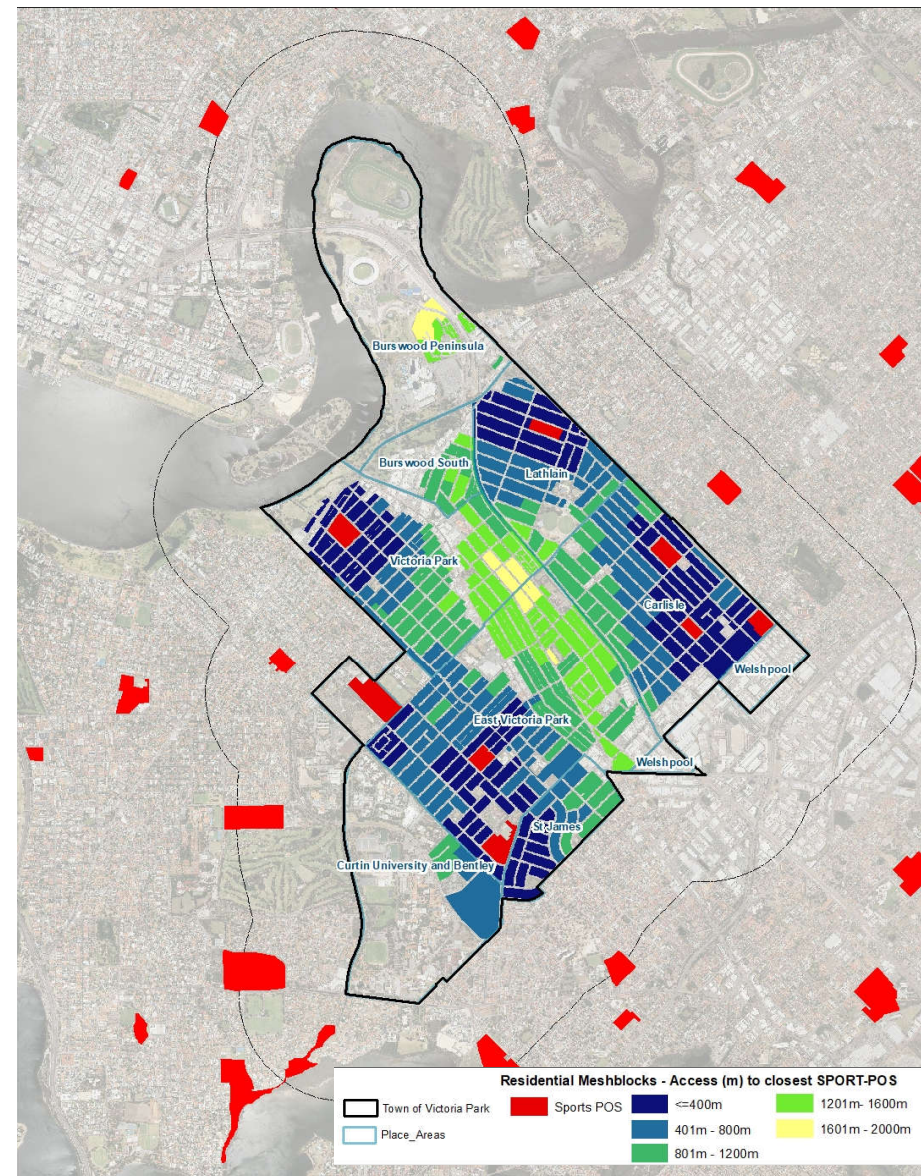 Burswood Peninsula
Burswood South
Lathlain
Victoria Park
Carlisle
Welshpool
East Victoria Park
Welshpool
St James
Curtin University and Bentley
Residential Meshblocks - Access (m) to closest SPORT-POS
Town of Victoria Park
Place_Areas
Sports POS
<=400m
401m - 800m
801m - 1200m
1201m- 1600m
1601m - 2000m